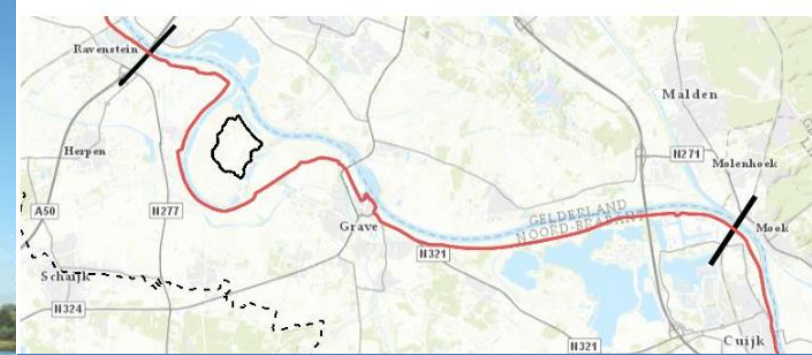 Ravenstein
Malden
Herpen
N271
Molenhoek
A50
N277
GELDERLAND
NOORD-BRABANT
Grave
Mook
N321
Schaijk
N324
N321
Cuijk